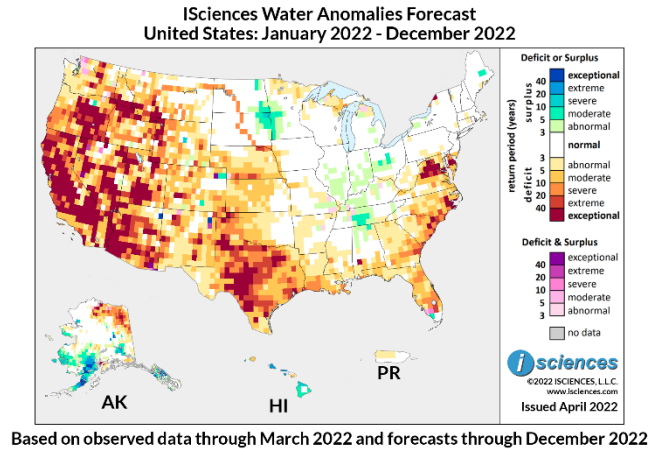 ISciences Water Anomalies Forecast
United States: January 2022 - December 2022
Deficit or Surplus
return period (years)
surplus
deficit
exceptional
40
extreme
20
severe
10
moderate
5
abnormal
3
normal
3
abnormal
5
moderate
10
severe
20
extreme
40
exceptional
Deficit & Surplus
exceptional
40
extreme
20
severe
10
moderate
5
abnormal
3
no data
i sciences
©2022 ISCIENCES, L.L.C.
www.isciences.com
Issued April 2022
AK
HI
PR
Based on observed data through March 2022 and forecasts through December 2022